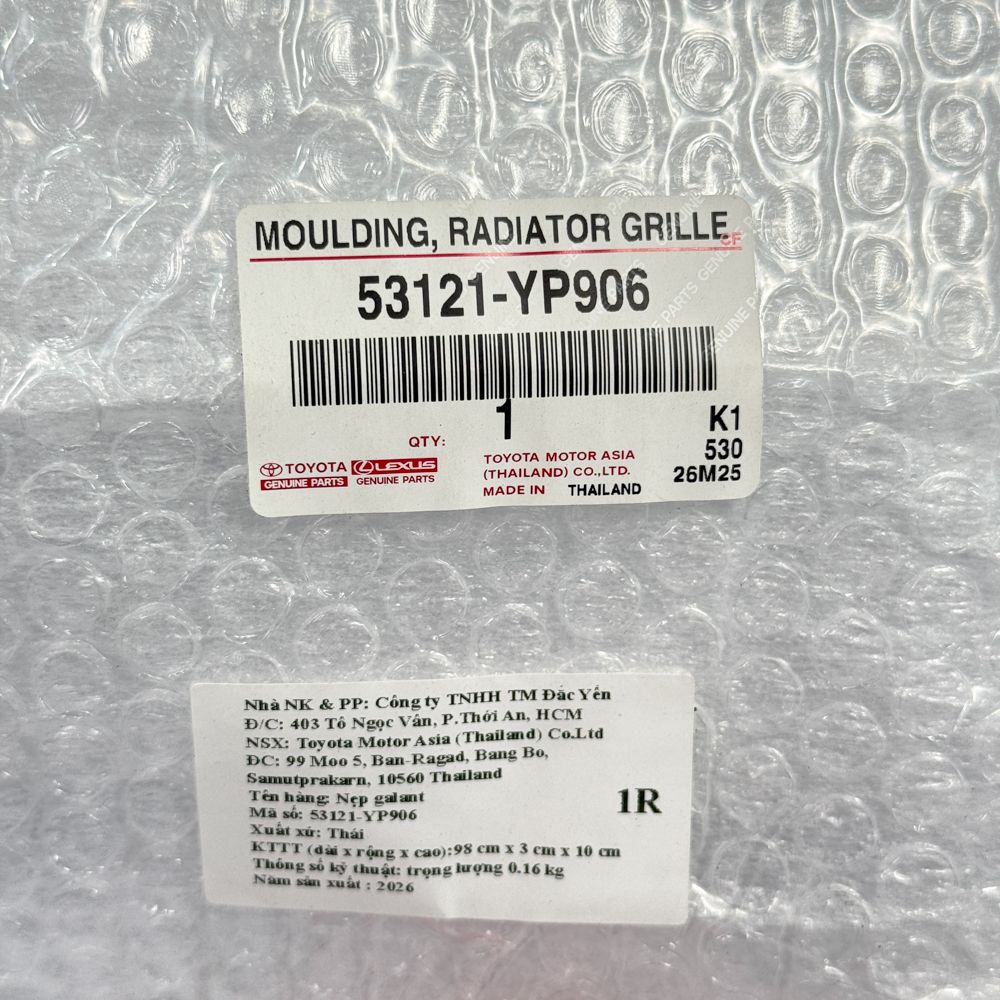 MOULDING, RADIATOR GRILLE
CF
53121-YP906
QTY: 1
TOYOTA
GENUINE PARTS
LEXUS
GENUINE PARTS
TOYOTA MOTOR ASIA
(THAILAND) CO.,LTD.
MADE IN THAILAND
K1
530
26M25
GENUINE PARTS
Nhà NK & PP: Công ty TNHH TM Đắc Yến
Đ/C: 403 Tô Ngọc Vân, P.Thới An, HCM
NSX: Toyota Motor Asia (Thailand) Co.Ltd
ĐC: 99 Moo 5, Ban-Ragad, Bang Bo,
Samutprakarn, 10560 Thailand
Tên hàng: Nẹp galant
Mã số: 53121-YP906
Xuất xứ: Thái
KTTT (dài x rộng x cao):98 cm x 3 cm x 10 cm
Thông số kỹ thuật: trọng lượng 0.16 kg
Năm sản xuất : 2026
1R